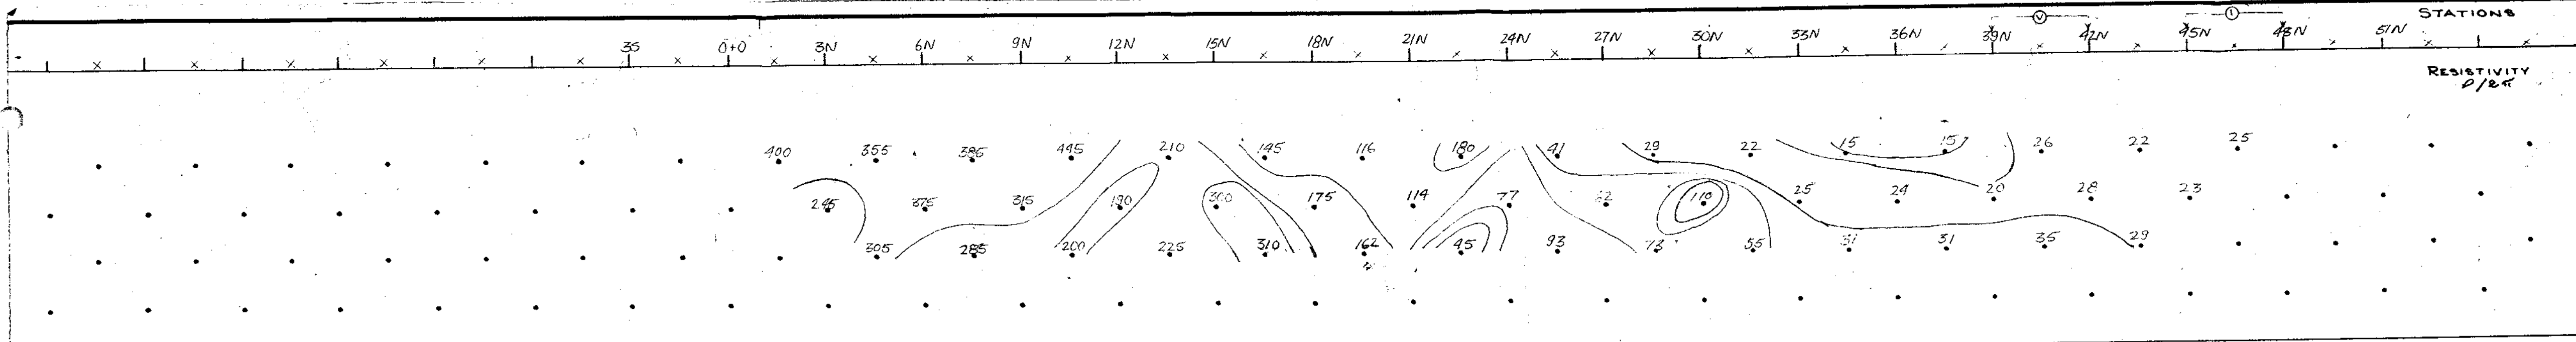 V I STATIONS
3S 0+0 3N 6N 9N 12N 15N 18N 21N 24N 27N 30N 33N 36N 39N 42N 45N 48N 51N
RESISTIVITY
ρ/2π
400 355 385 445 210 145 116 180 41 29 22 15 15 26 22 25
245 375 315 190 300 175 114 77 62 110 25 24 20 28 23
305 285 200 225 310 162 45 93 73 55 31 31 35 29